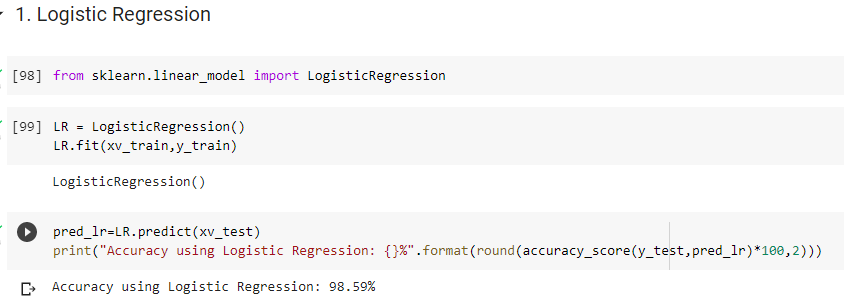 1. Logistic Regression
[98] from sklearn.linear_model import LogisticRegression
[99] LR = LogisticRegression()
LR.fit(xv_train,y_train)
LogisticRegression()
pred_lr=LR.predict(xv_test)
print("Accuracy using Logistic Regression: {}%".format(round(accuracy_score(y_test,pred_lr)*100,2)))
Accuracy using Logistic Regression: 98.59%